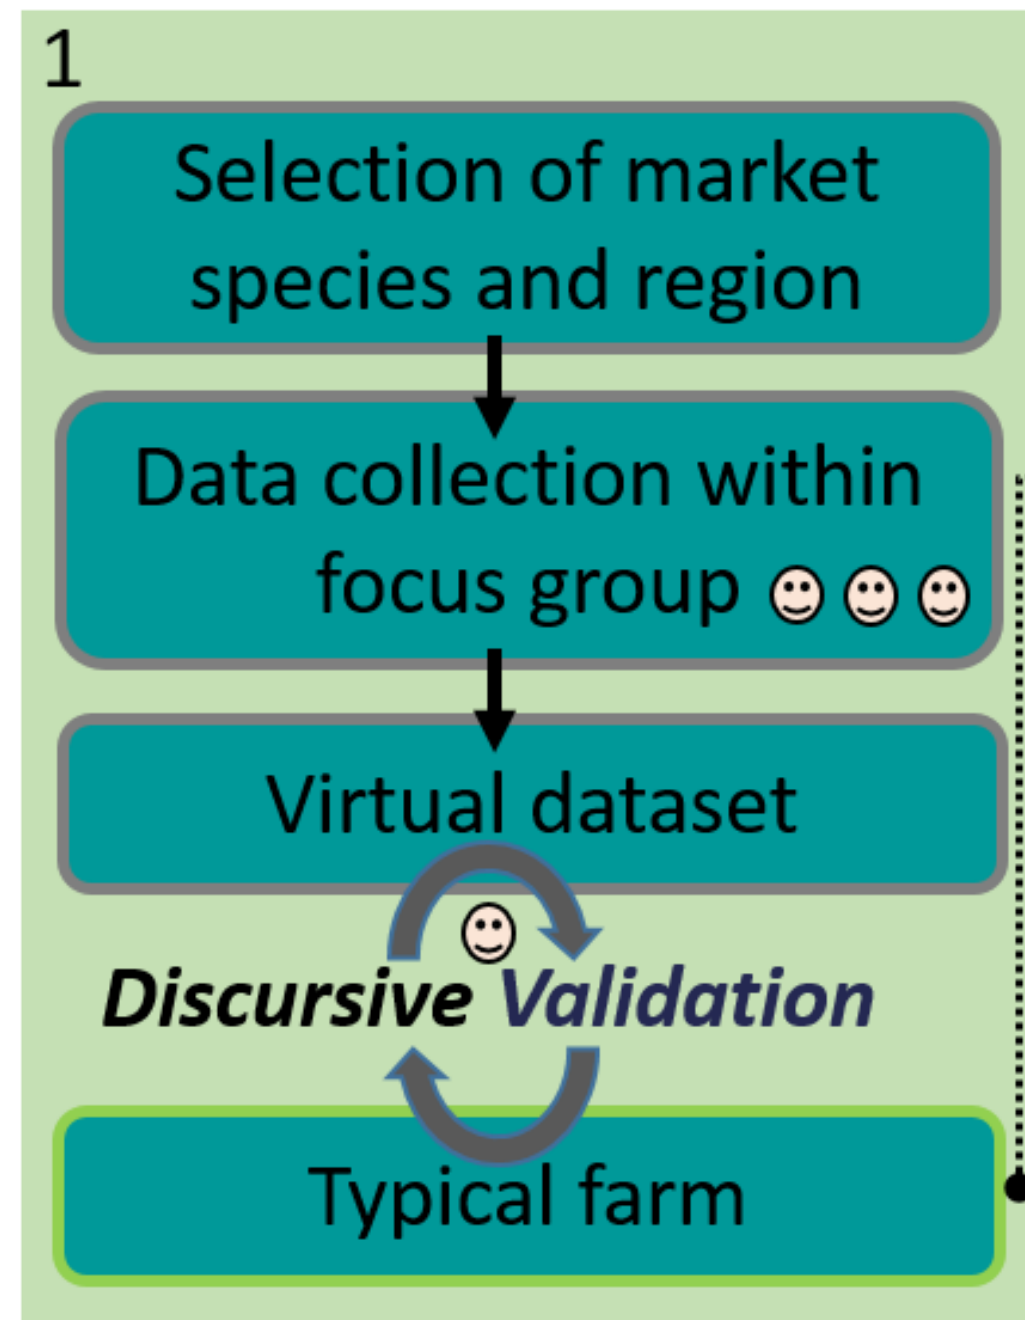 1
Selection of market
species and region
Data collection within
focus group
Virtual dataset
Discursive Validation
Typical farm